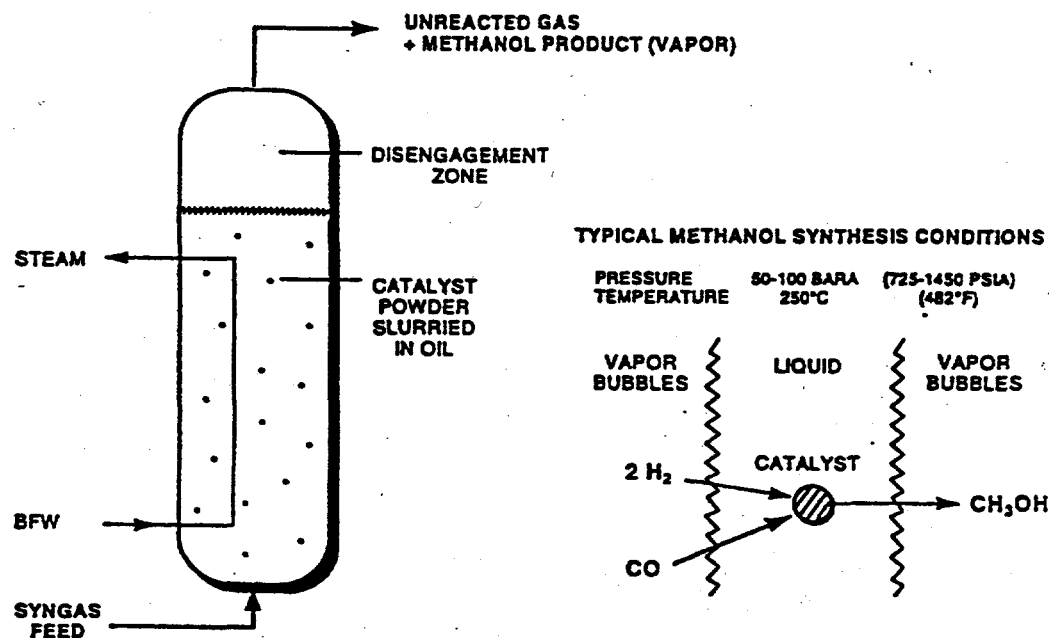 UNREACTED GAS
+ METHANOL PRODUCT (VAPOR)
DISENGAGEMENT
ZONE
STEAM
CATALYST
POWDER
SLURRIED
IN OIL
BFW
SYNGAS
FEED
TYPICAL METHANOL SYNTHESIS CONDITIONS
PRESSURE 50-100 BARA (725-1450 PSIA)
TEMPERATURE 250°C (482°F)
VAPOR BUBBLES
LIQUID
VAPOR BUBBLES
2 H₂
CATALYST
CO
CH₃OH